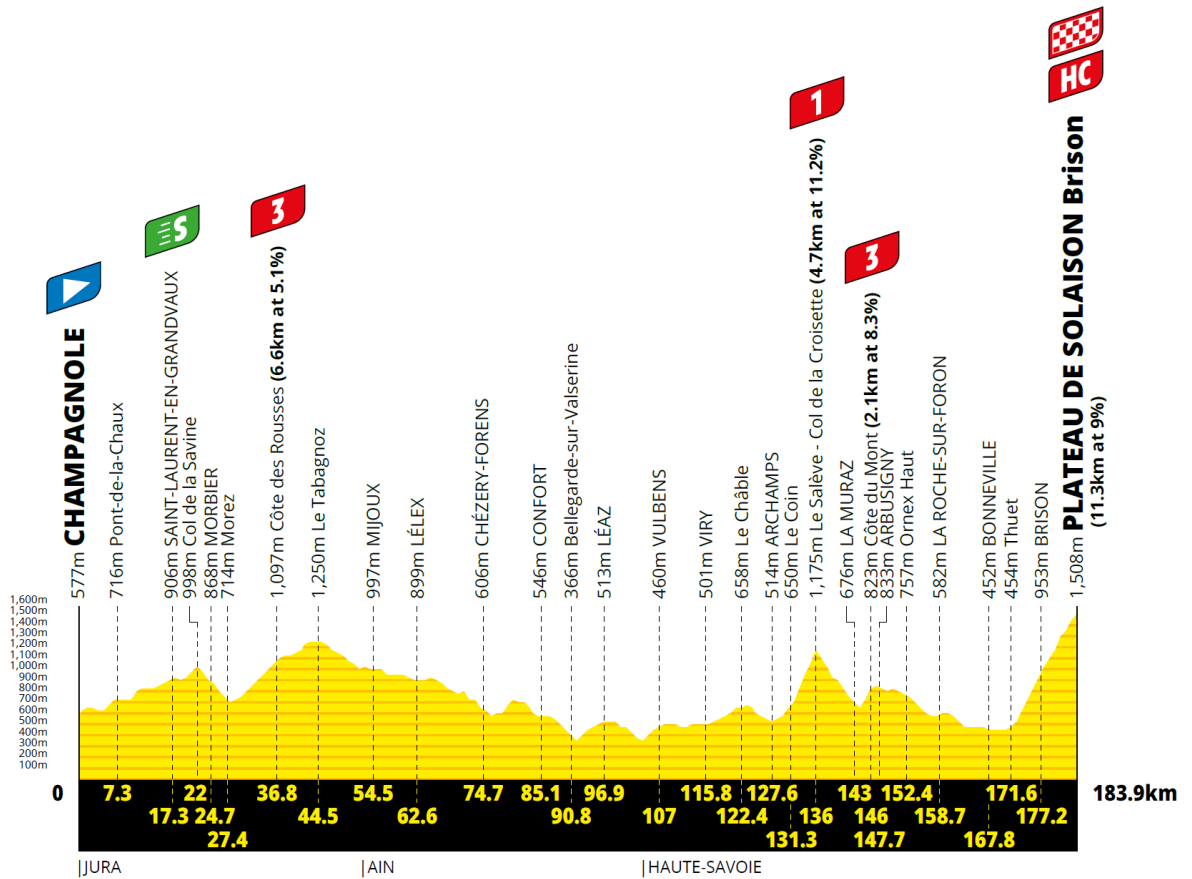 HC
1
S
3
3
577m CHAMPAGNOLE
716m Pont-de-la-Chaux
906m SAINT-LAURENT-EN-GRANDVAUX
998m Col de la Savine
868m MORBIER
714m Morez
1,097m Côte des Rousses (6.6km at 5.1%)
1,250m Le Tabagnoz
997m MIJOUX
899m LÉLEX
606m CHÉZERY-FORENS
546m CONFORT
366m Bellegarde-sur-Valserine
513m LÉAZ
460m VULBENS
501m VIRY
658m Le Châble
514m ARCHAMPS
650m Le Coin
1,175m Le Salève - Col de la Croisette (4.7km at 11.2%)
676m LA MURAZ
823m Côte du Mont (2.1km at 8.3%)
833m ARBUSIGNY
757m Ornex Haut
582m LA ROCHE-SUR-FORON
452m BONNEVILLE
454m Thuet
953m BRISON
1,508m PLATEAU DE SOLAISON Brison
(11.3km at 9%)
1,600m
1,500m
1,400m
1,300m
1,200m
1,100m
1,000m
900m
800m
700m
600m
500m
400m
300m
200m
100m
0 7.3 22 36.8 54.5 74.7 85.1 96.9 115.8 127.6 143 152.4 171.6 183.9km
17.3 24.7 44.5 62.6 90.8 107 122.4 136 146 158.7 177.2
27.4 131.3 147.7 167.8
|JURA |AIN |HAUTE-SAVOIE